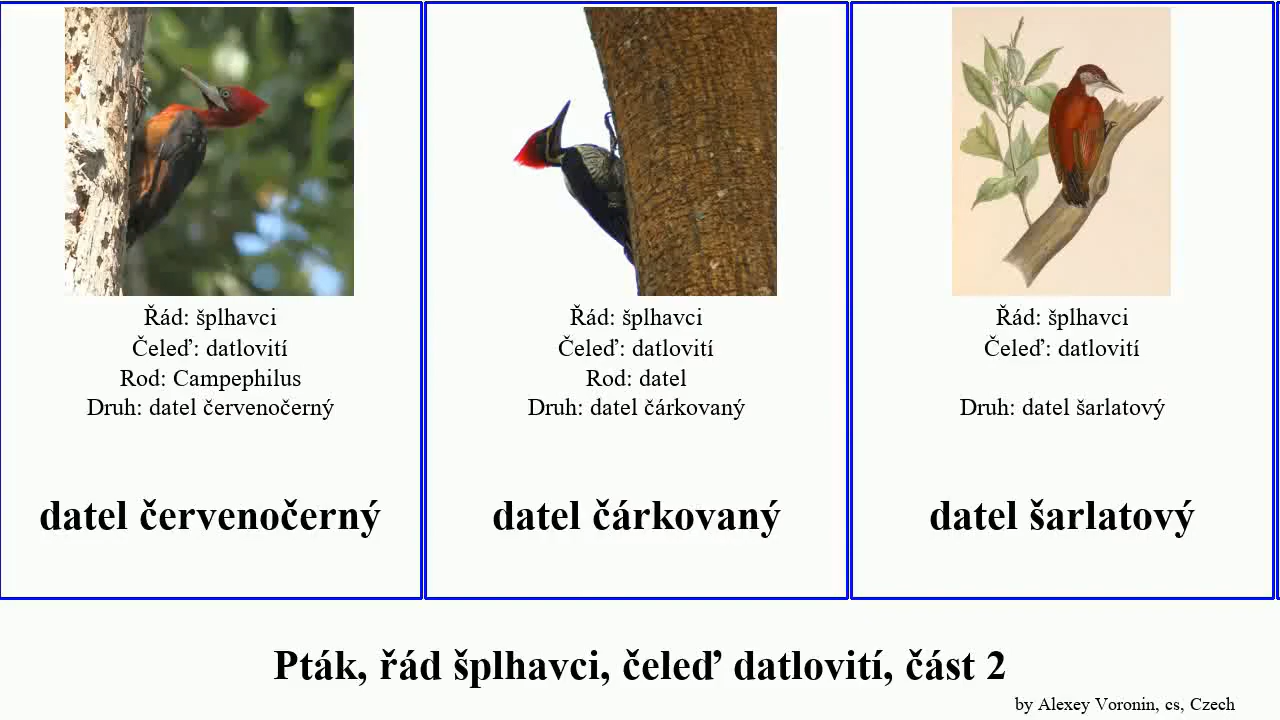 Řád: šplhavci
Čeleď: datlovití
Rod: Campephilus
Druh: datel červenočerný
datel červenočerný
Řád: šplhavci
Čeleď: datlovití
Rod: datel
Druh: datel čárkovaný
datel čárkovaný
Řád: šplhavci
Čeleď: datlovití
Druh: datel šarlatový
datel šarlatový
Pták, řád šplhavci, čeleď datlovití, část 2
by Alexey Voronin, cs, Czech